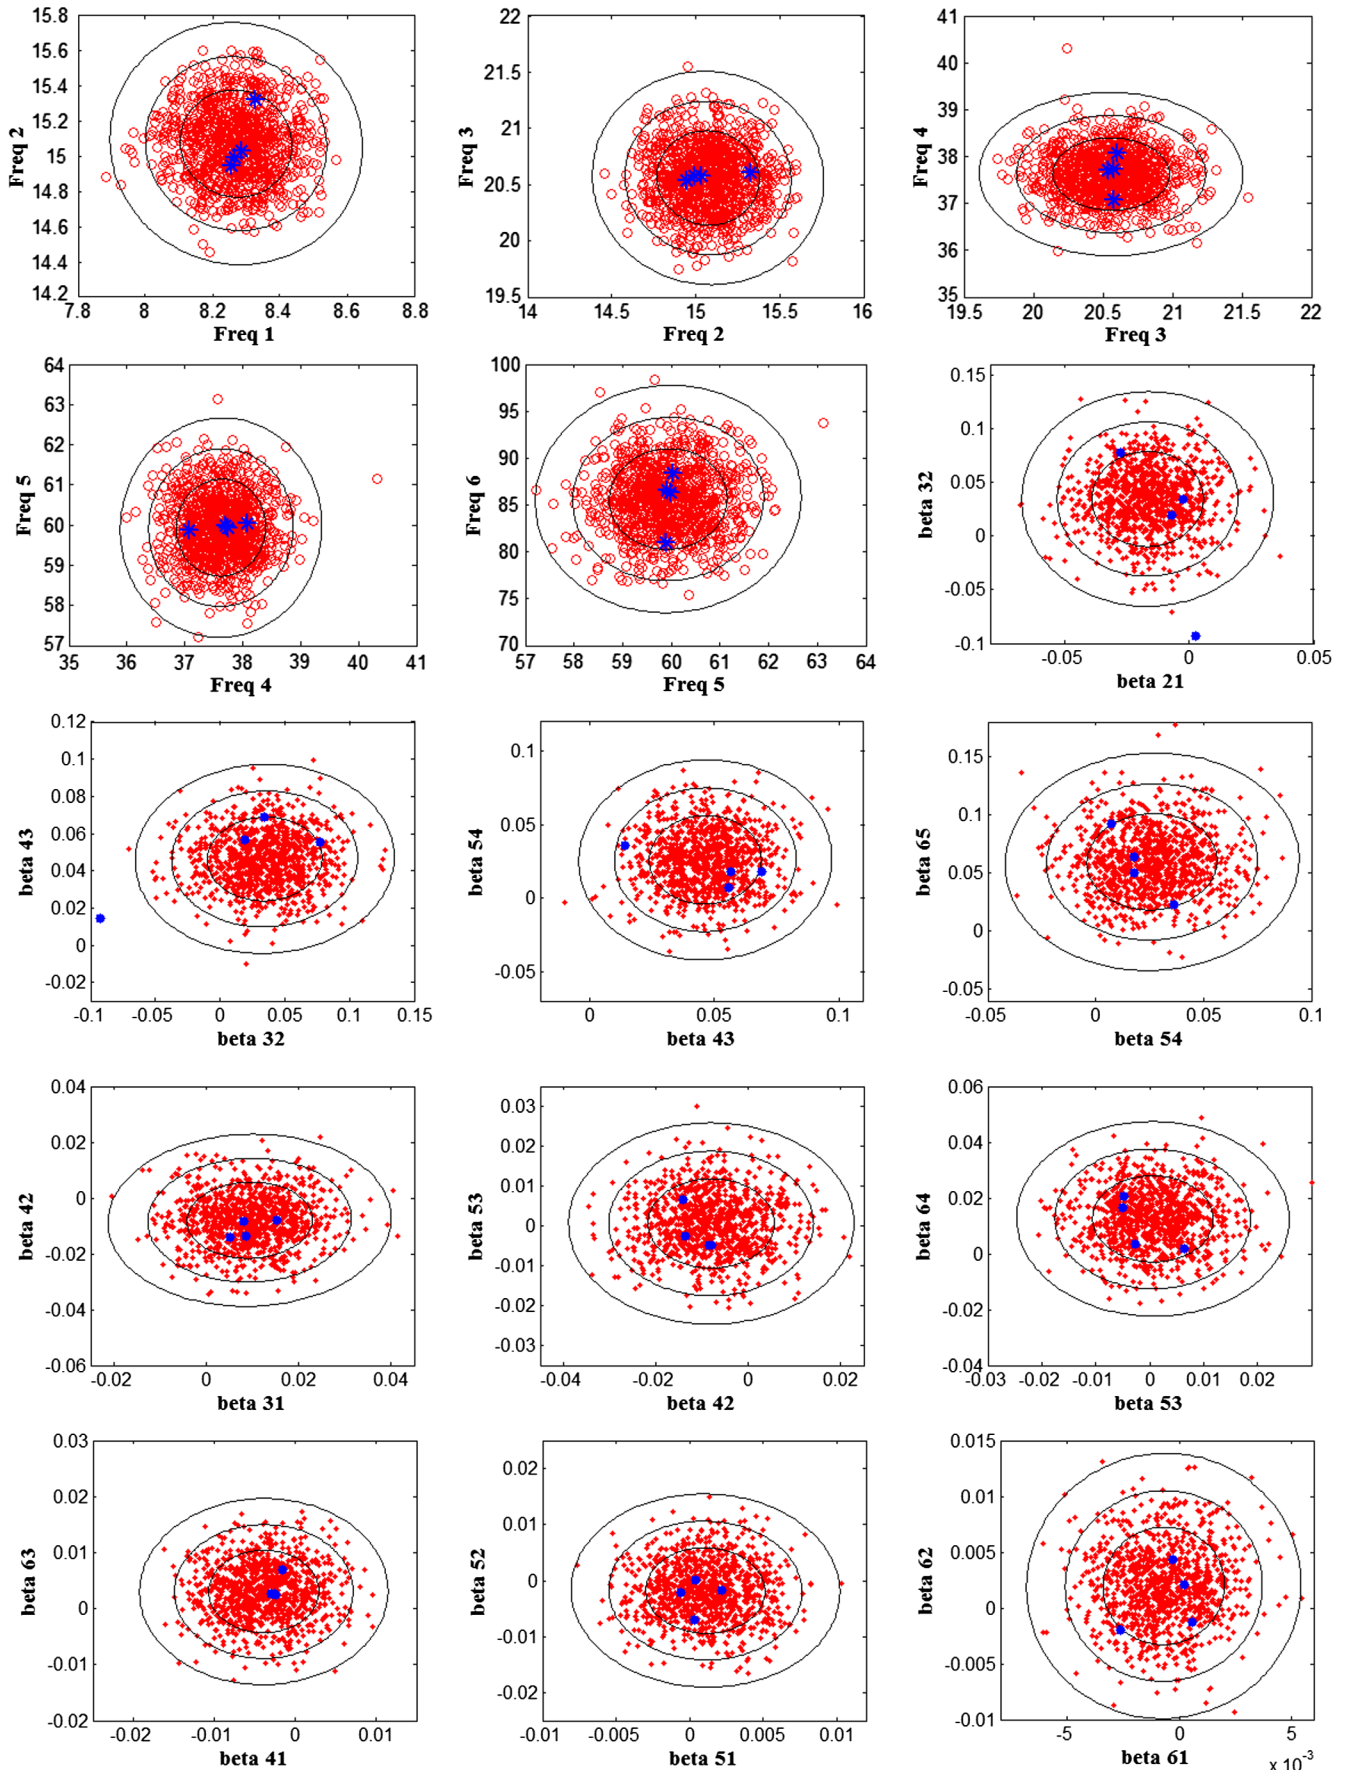 15.8
15.6
15.4
15.2
15
14.8
14.6
14.4
14.2
Freq 2
7.8 8 8.2 8.4 8.6 8.8
Freq 1
22
21.5
21
20.5
20
19.5
Freq 3
14 14.5 15 15.5 16
Freq 2
41
40
39
38
37
36
35
Freq 4
19.5 20 20.5 21 21.5 22
Freq 3
64
63
62
61
60
59
58
57
Freq 5
35 36 37 38 39 40 41
Freq 4
100
95
90
85
80
75
70
Freq 6
57 58 59 60 61 62 63 64
Freq 5
0.15
0.1
0.05
0
-0.05
-0.1
beta 32
-0.05 0 0.05
beta 21
0.12
0.1
0.08
0.06
0.04
0.02
0
-0.02
beta 43
-0.1 -0.05 0 0.05 0.1 0.15
beta 32
0.1
0.05
0
-0.05
beta 54
0 0.05 0.1
beta 43
0.15
0.1
0.05
0
-0.05
beta 65
-0.05 0 0.05 0.1
beta 54
0.04
0.02
0
-0.02
-0.04
-0.06
beta 42
-0.02 0 0.02 0.04
beta 31
0.03
0.02
0.01
0
-0.01
-0.02
-0.03
beta 53
-0.04 -0.02 0 0.02
beta 42
0.06
0.04
0.02
0
-0.02
-0.04
beta 64
-0.03 -0.02 -0.01 0 0.01 0.02
beta 53
0.03
0.02
0.01
0
-0.01
-0.02
beta 63
-0.02 -0.01 0 0.01
beta 41
0.02
0.01
0
-0.01
-0.02
beta 52
-0.01 -0.005 0 0.005 0.01
beta 51
0.015
0.01
0.005
0
-0.005
-0.01
beta 62
-5 0 5
beta 61
x 10⁻³